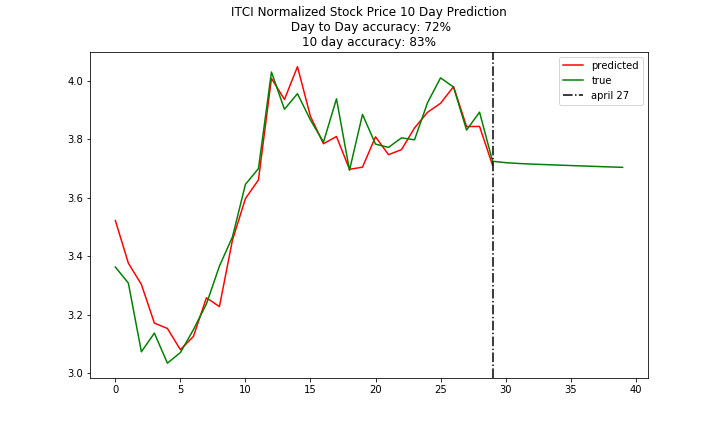 ITCI Normalized Stock Price 10 Day Prediction
Day to Day accuracy: 72%
10 day accuracy: 83%
predicted
true
april 27
4.0
3.8
3.6
3.4
3.2
3.0
0 5 10 15 20 25 30 35 40